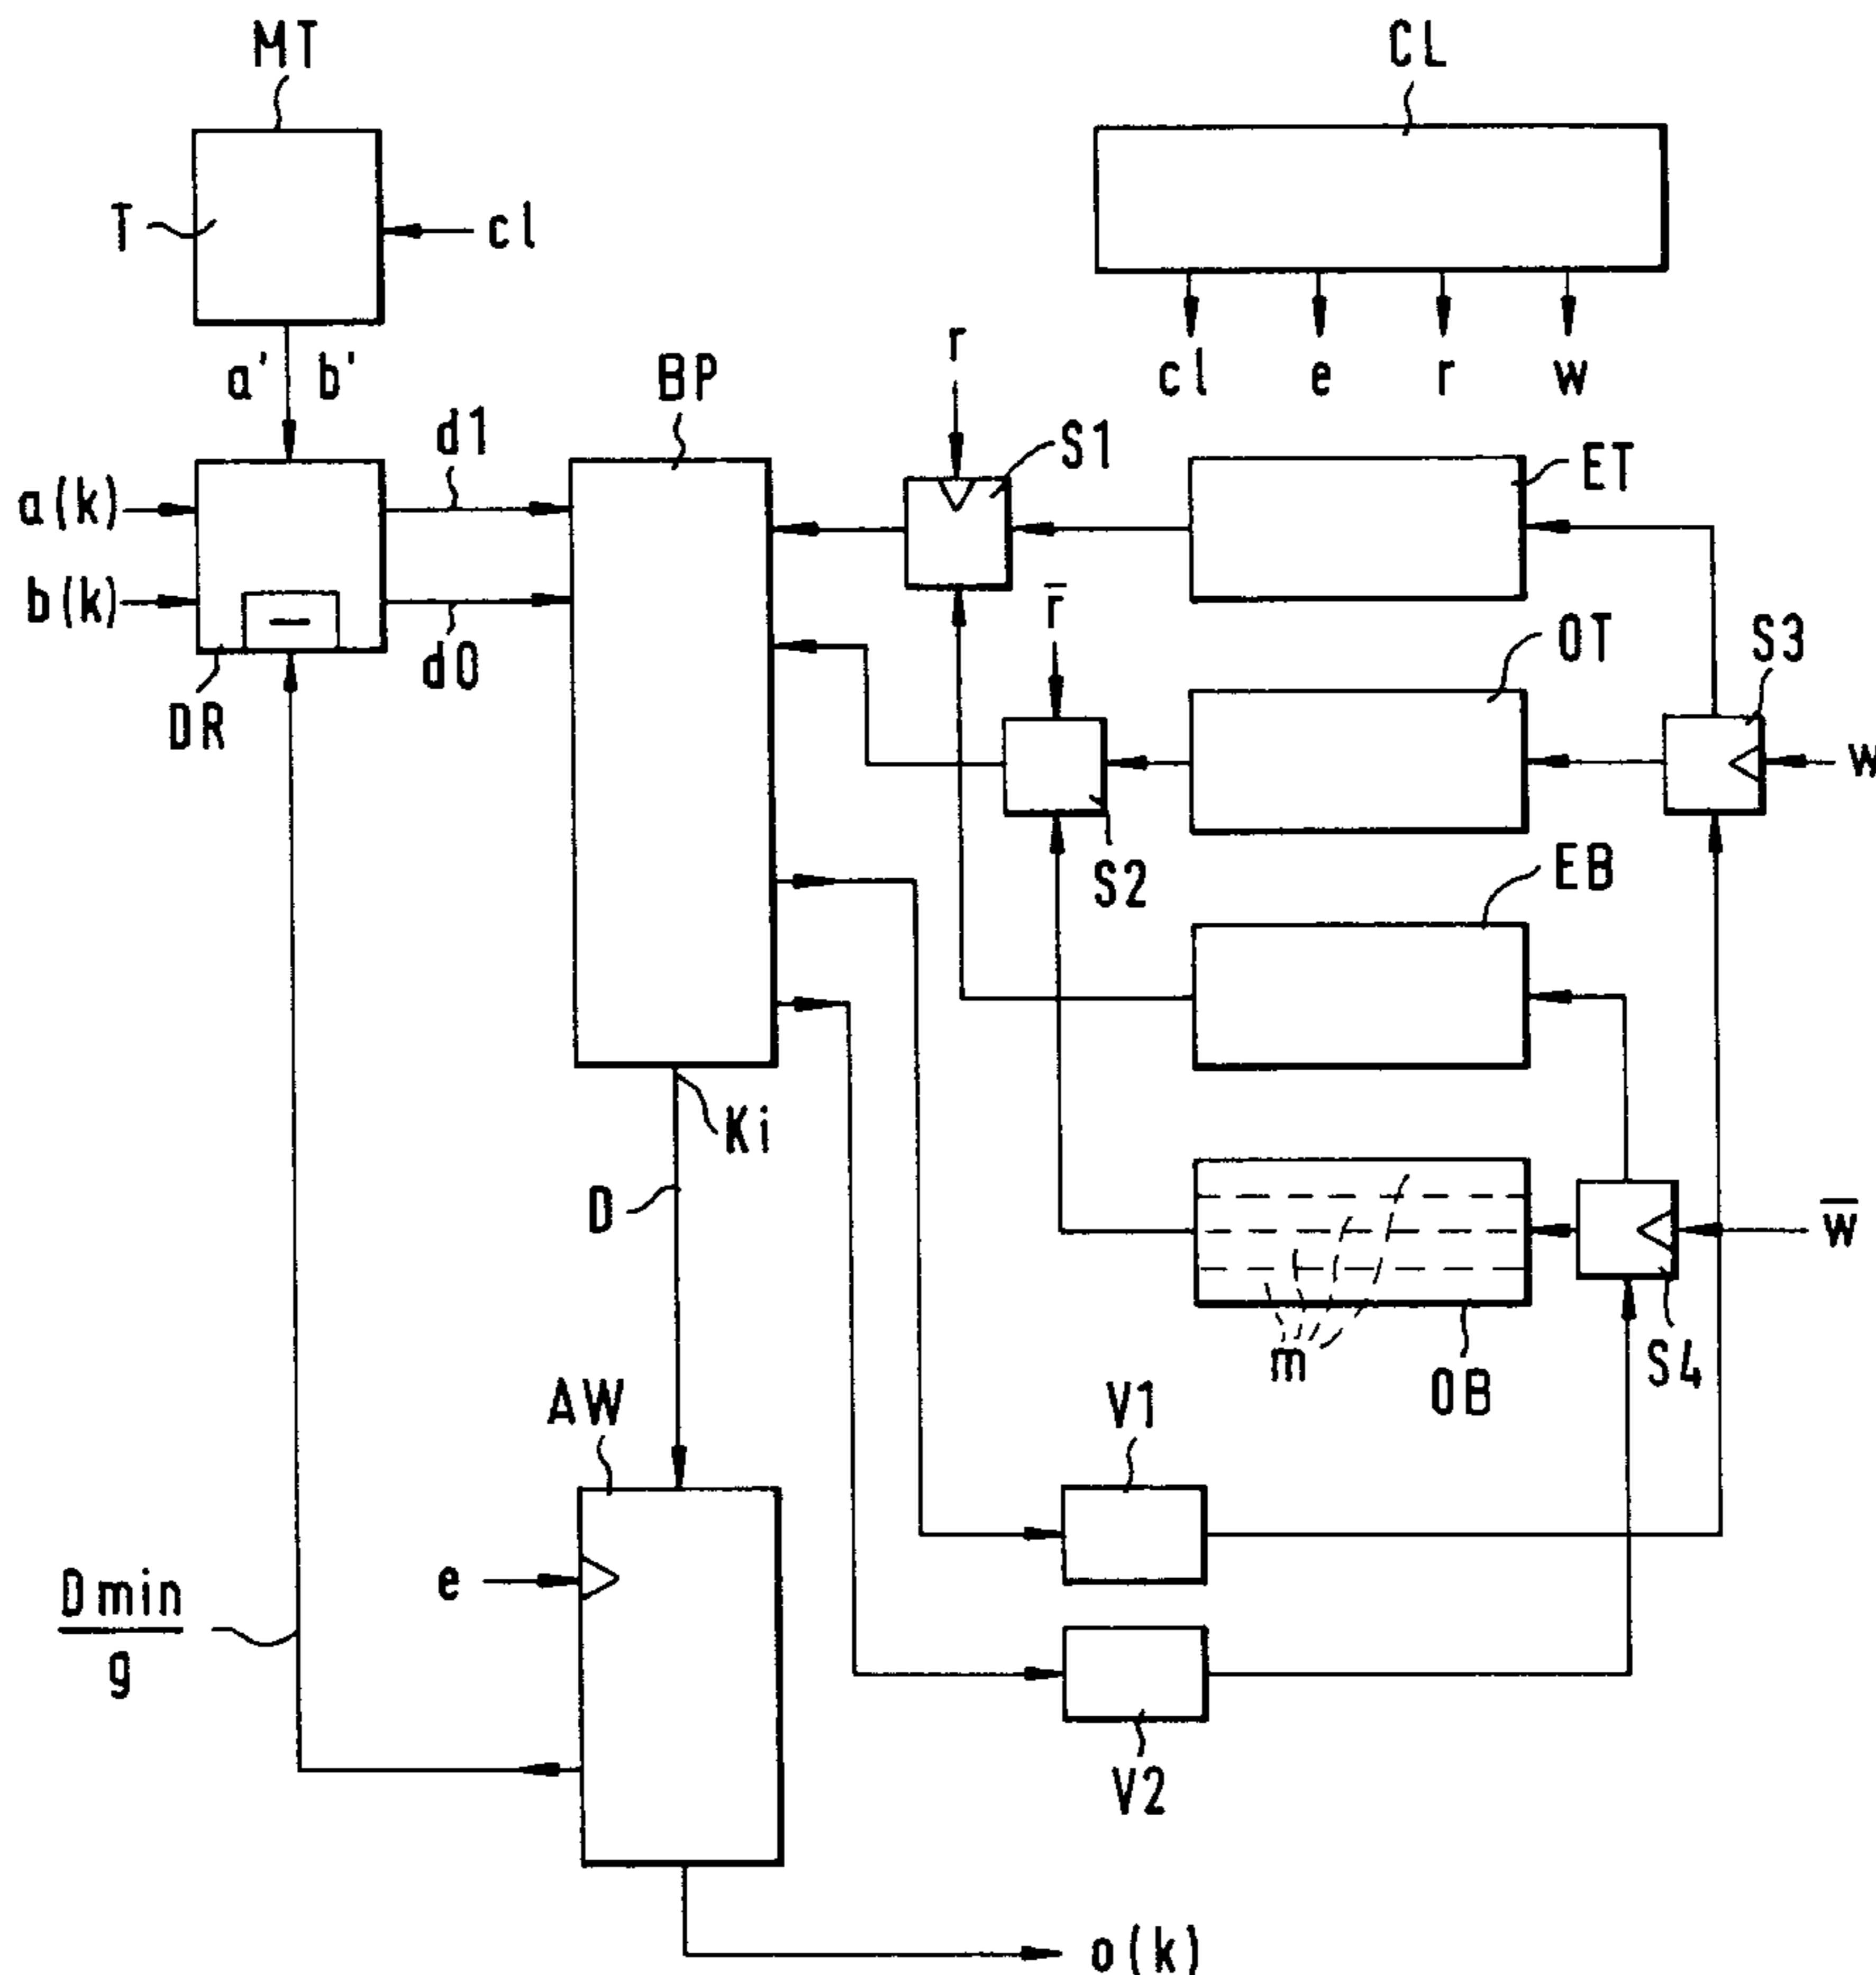 MT
CL
T
cl
a'
b'
cl
e
r
w
r
BP
d1
S1
ET
a(k)
b(k)
r̅
d0
DR
OT
S3
w
S2
EB
Ki
D
w̅
m
OB
S4
AW
V1
e
Dmin
g
V2
o(k)